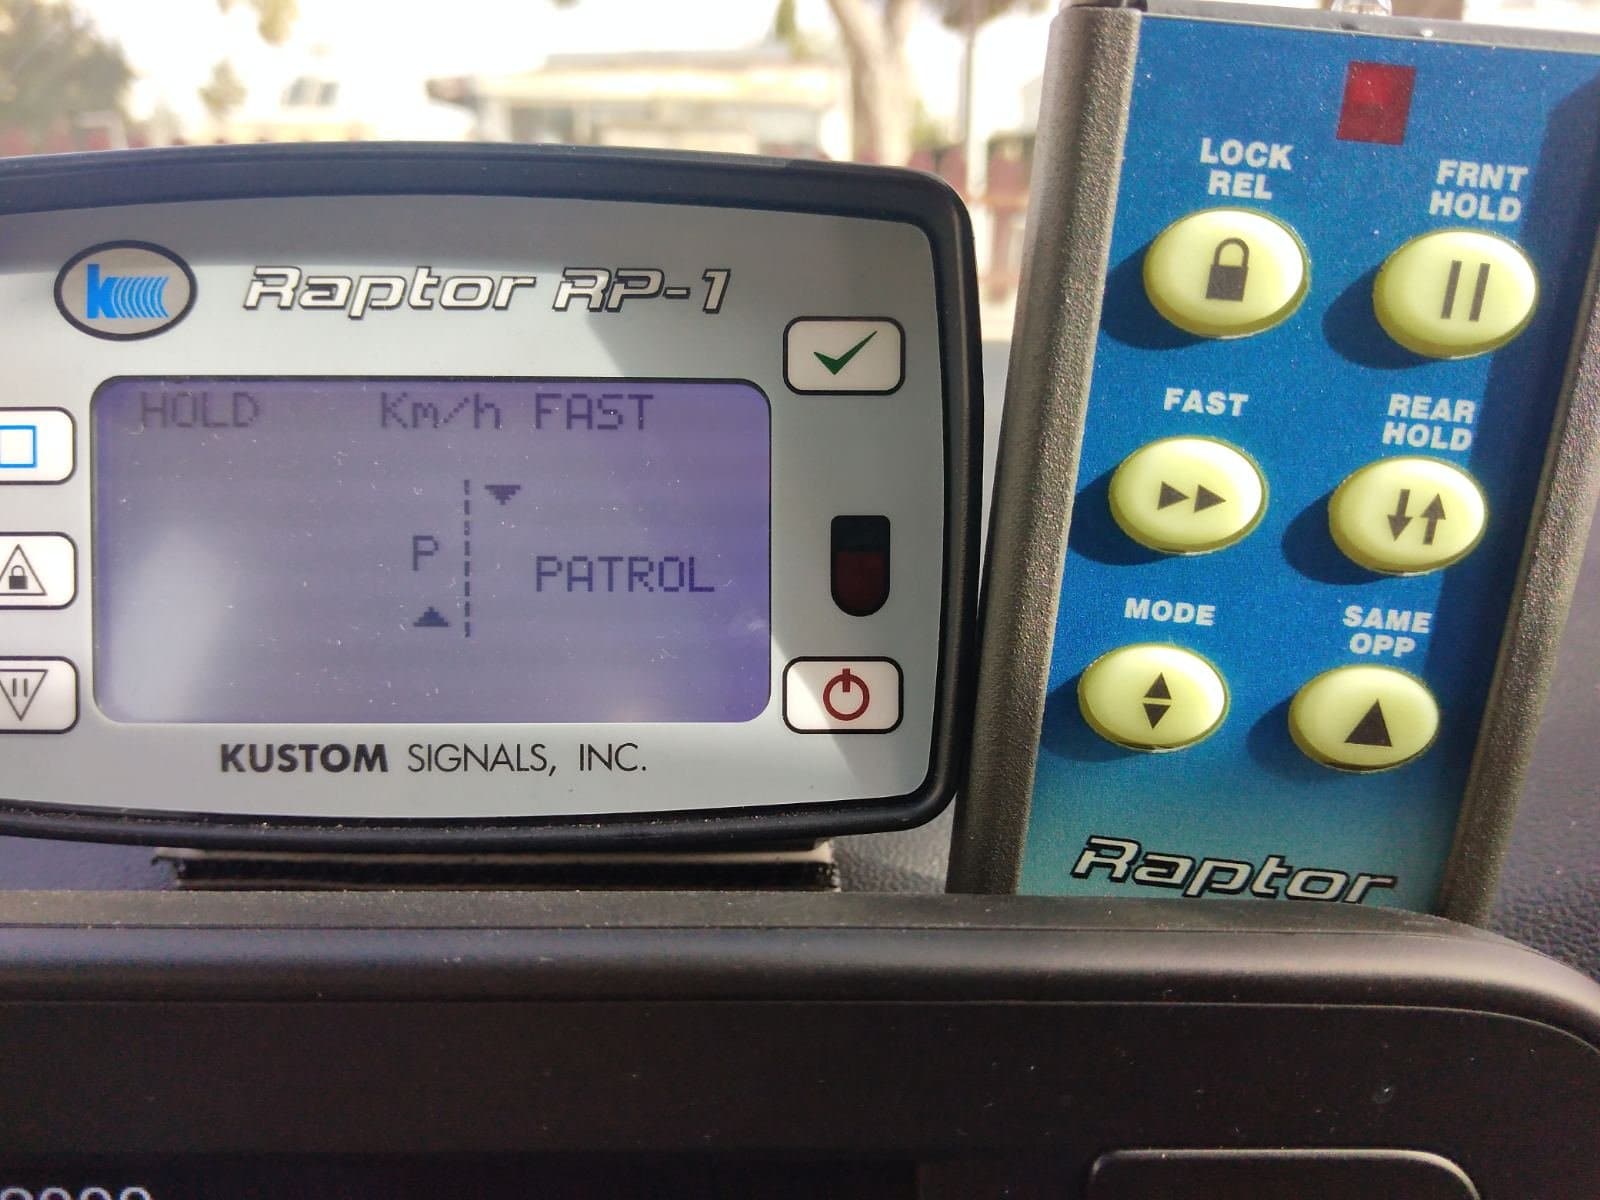 k
Raptor RP-1
HOLD Km/h FAST
P PATROL
KUSTOM SIGNALS, INC.
LOCK
REL
FRNT
HOLD
FAST
REAR
HOLD
MODE
SAME
OPP
Raptor